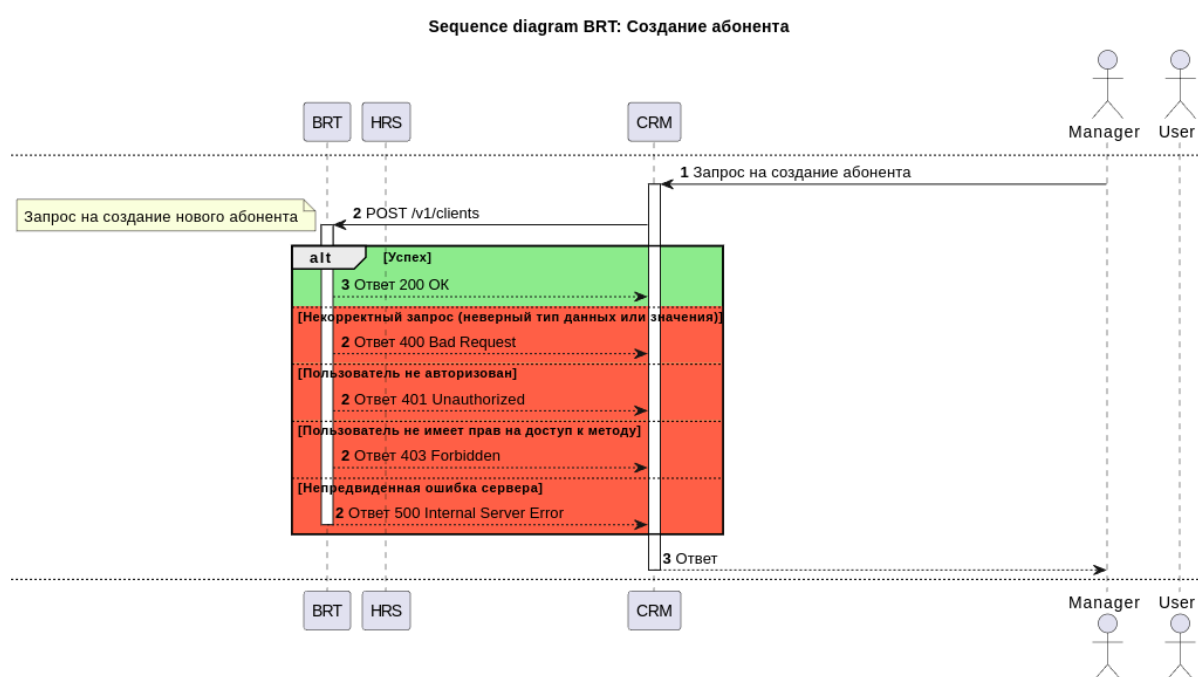 Sequence diagram BRT: Создание абонента
Manager User
BRT HRS CRM
1 Запрос на создание абонента
Запрос на создание нового абонента
2 POST /v1/clients
alt [Успех]
3 Ответ 200 ОК
[Некорректный запрос (неверный тип данных или значения)]
2 Ответ 400 Bad Request
[Пользователь не авторизован]
2 Ответ 401 Unauthorized
[Пользователь не имеет прав на доступ к методу]
2 Ответ 403 Forbidden
[Непредвиденная ошибка сервера]
2 Ответ 500 Internal Server Error
3 Ответ
BRT HRS CRM
Manager User